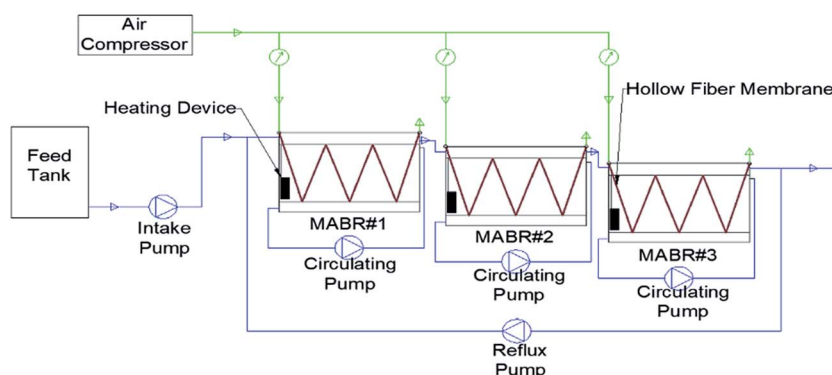 Air
Compressor
Heating Device
Hollow Fiber Membrane
Feed
Tank
Intake
Pump
MABR#1
Circulating
Pump
MABR#2
Circulating
Pump
MABR#3
Circulating
Pump
Reflux
Pump